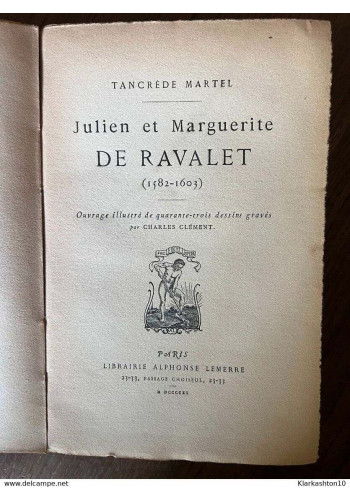 TANCRÈDE MARTEL
Julien et Marguerite
DE RAVALET
(1582-1603)
Ouvrage illustré de quarante-trois dessins gravés
par CHARLES CLÉMENT.
PARIS
LIBRAIRIE ALPHONSE LEMERRE
23-33, PASSAGE CHOISEUL, 23-33
M DCCCCXX
delcampe.net
Klarkashton10